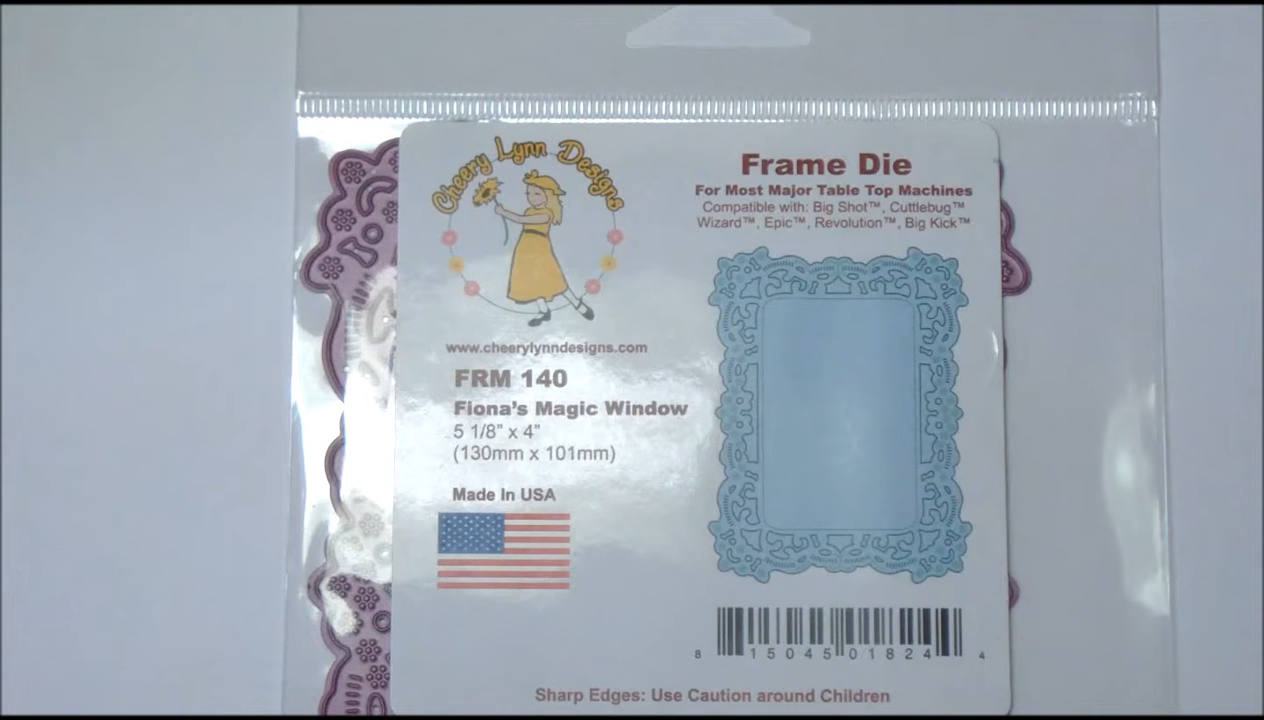 Cheery Lynn Designs
www.cheerylynndesigns.com
FRM 140
Fiona's Magic Window
5 1/8" x 4"
(130mm x 101mm)
Made In USA
Frame Die
For Most Major Table Top Machines
Compatible with: Big Shot™, Cuttlebug™
Wizard™, Epic™, Revolution™, Big Kick™
8 15045 01824 4
Sharp Edges: Use Caution around Children